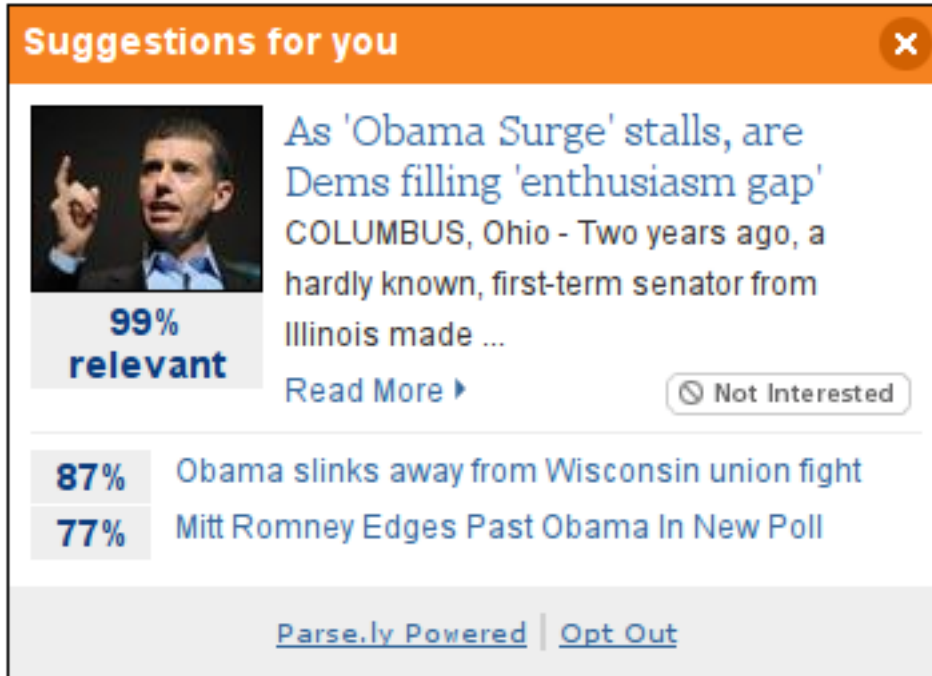 Suggestions for you
As 'Obama Surge' stalls, are
Dems filling 'enthusiasm gap'
COLUMBUS, Ohio - Two years ago, a
hardly known, first-term senator from
Illinois made ...
99%
relevant
Read More
Not Interested
87% Obama slinks away from Wisconsin union fight
77% Mitt Romney Edges Past Obama In New Poll
Parse.ly Powered | Opt Out